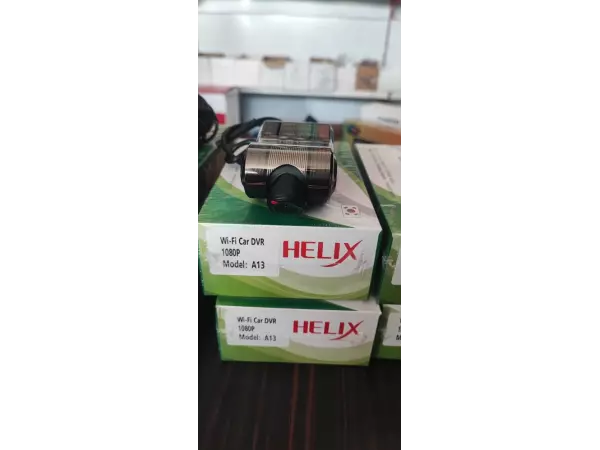 Wi-Fi Car DVR
1080P
Model: A13
HELIX
Wi-Fi Car DVR
1080P
Model: A13
HELIX